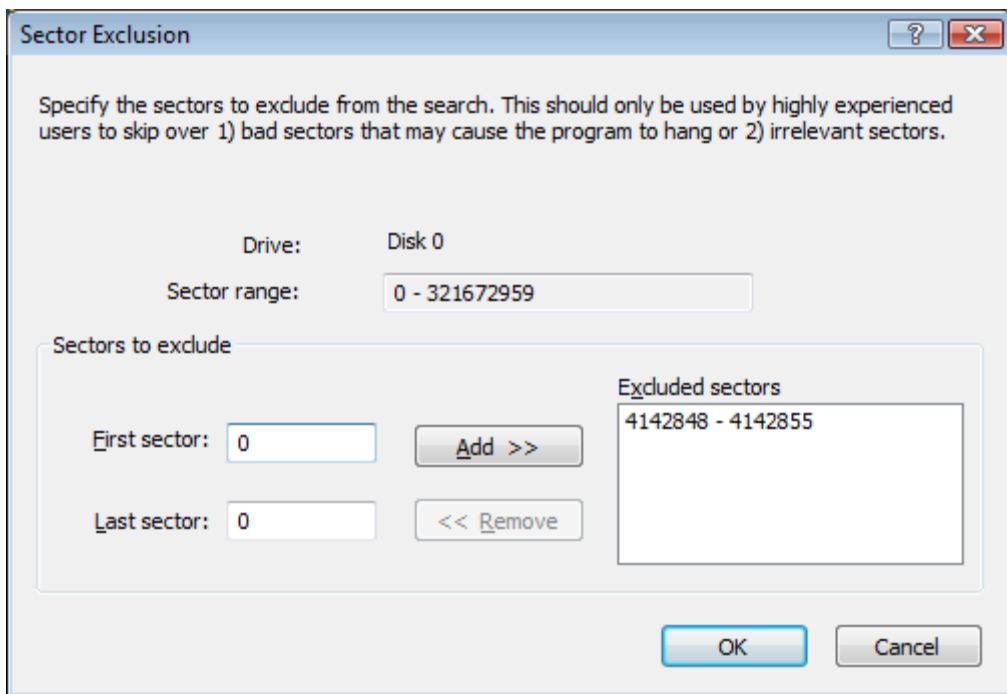 Sector Exclusion
Specify the sectors to exclude from the search. This should only be used by highly experienced
users to skip over 1) bad sectors that may cause the program to hang or 2) irrelevant sectors.
Drive: Disk 0
Sector range: 0 - 321672959
Sectors to exclude
Excluded sectors
4142848 - 4142855
First sector: 0
Add >>
Last sector: 0
<< Remove
OK
Cancel